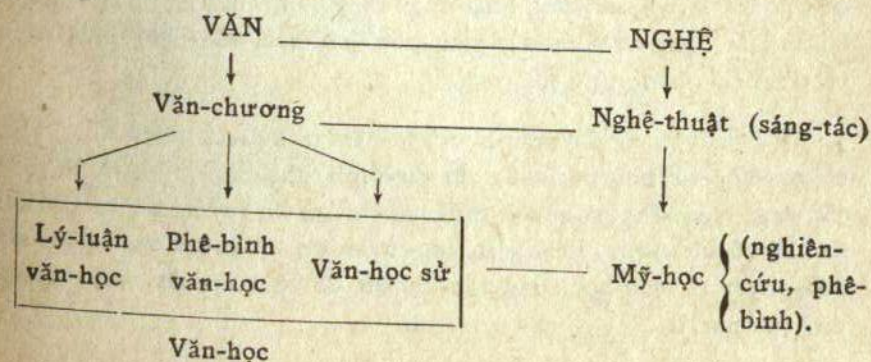 VĂN NGHỆ
Văn-chương Nghệ-thuật (sáng-tác)
Lý-luận văn-học
Phê-bình văn-học
Văn-học sử
Mỹ-học
(nghiên-
cứu, phê-
bình).
Văn-học